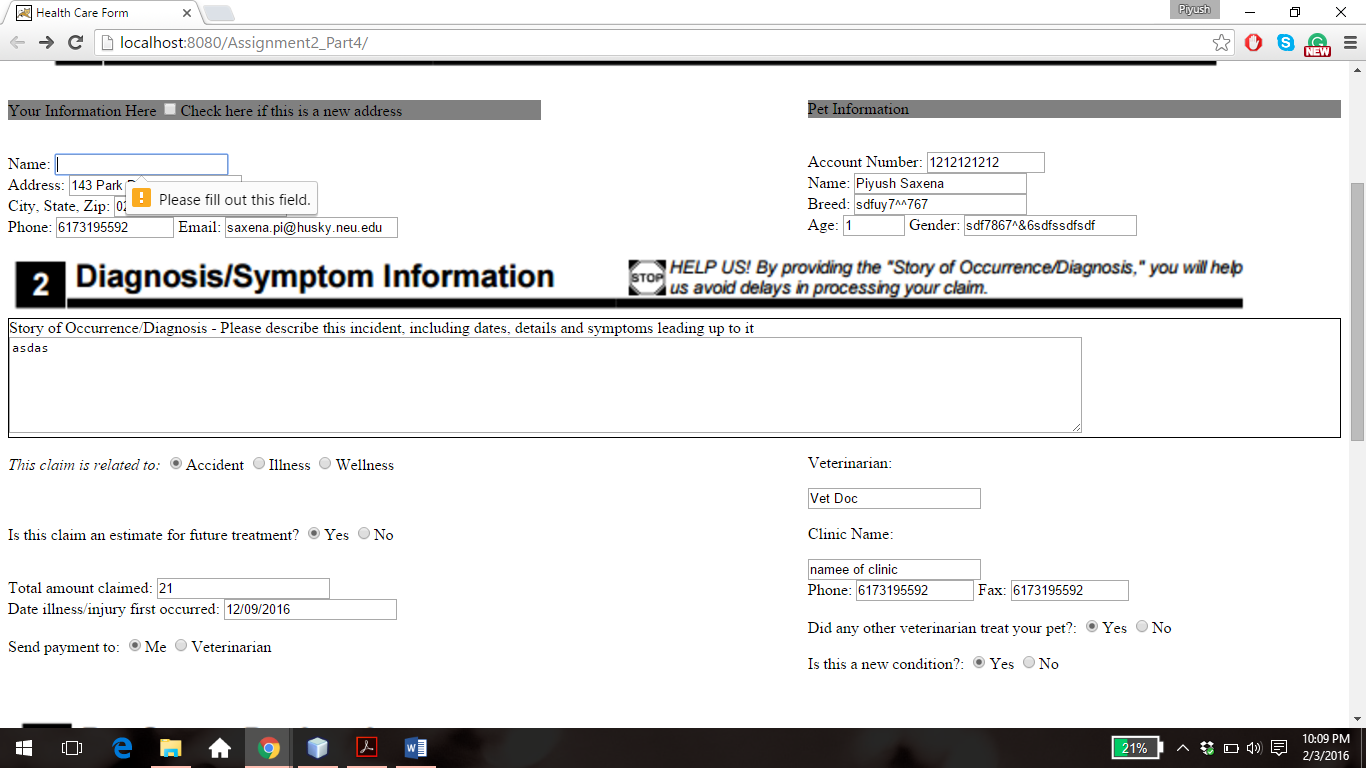 Health Care Form
Piyush
localhost:8080/Assignment2_Part4/
NEW
Your Information Here Check here if this is a new address
Pet Information
Name:
Address: 143 Park
Please fill out this field.
City, State, Zip:
Phone: 6173195592 Email: saxena.pi@husky.neu.edu
Account Number: 1212121212
Name: Piyush Saxena
Breed: sdfuy7^^767
Age: 1 Gender: sdf7867^&6sdfssdfsdf
2 Diagnosis/Symptom Information
STOP
HELP US! By providing the "Story of Occurrence/Diagnosis," you will help
us avoid delays in processing your claim.
Story of Occurrence/Diagnosis - Please describe this incident, including dates, details and symptoms leading up to it
asdas
This claim is related to: Accident Illness Wellness
Is this claim an estimate for future treatment? Yes No
Total amount claimed: 21
Date illness/injury first occurred: 12/09/2016
Send payment to: Me Veterinarian
Veterinarian:
Vet Doc
Clinic Name:
namee of clinic
Phone: 6173195592 Fax: 6173195592
Did any other veterinarian treat your pet?: Yes No
Is this a new condition?: Yes No
21%
10:09 PM
2/3/2016